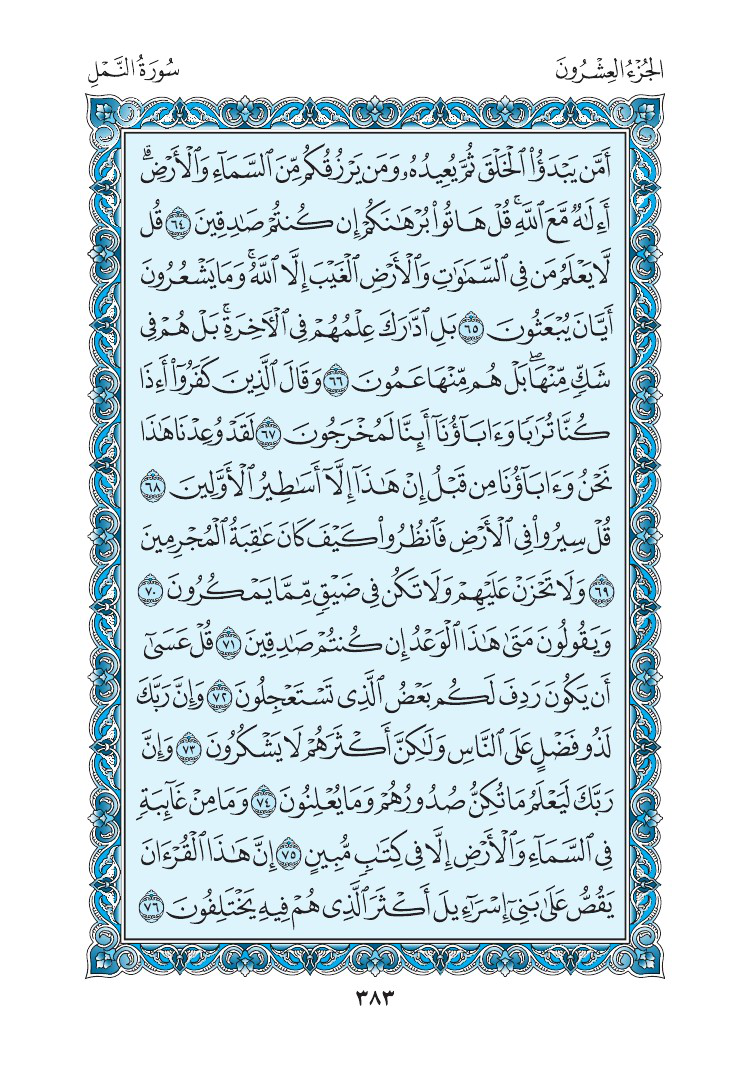 الجُزْءُ العِشْرُونَ
سُورَةُ النَّمْلِ
أَمَّن يَبْدَؤُاْ ٱلْخَلْقَ ثُمَّ يُعِيدُهُۥ وَمَن يَرْزُقُكُم مِّنَ ٱلسَّمَآءِ وَٱلْأَرْضِۗ
أَءِلَٰهٌ مَّعَ ٱللَّهِۚ قُلْ هَاتُواْ بُرْهَٰنَكُمْ إِن كُنتُمْ صَٰدِقِينَ ٦٤ قُل
لَّا يَعْلَمُ مَن فِي ٱلسَّمَٰوَٰتِ وَٱلْأَرْضِ ٱلْغَيْبَ إِلَّا ٱللَّهُۚ وَمَا يَشْعُرُونَ
أَيَّانَ يُبْعَثُونَ ٦٥ بَلِ ٱدَّٰرَكَ عِلْمُهُمْ فِي ٱلْأٓخِرَةِۚ بَلْ هُمْ فِي
شَكٍّ مِّنْهَاۖ بَلْ هُم مِّنْهَا عَمُونَ ٦٦ وَقَالَ ٱلَّذِينَ كَفَرُوٓاْ أَءِذَا
كُنَّا تُرَٰبًا وَءَابَآؤُنَآ أَئِنَّا لَمُخْرَجُونَ ٦٧ لَقَدْ وُعِدْنَا هَٰذَا
نَحْنُ وَءَابَآؤُنَا مِن قَبْلُ إِنْ هَٰذَآ إِلَّآ أَسَٰطِيرُ ٱلْأَوَّلِينَ ٦٨
قُلْ سِيرُواْ فِي ٱلْأَرْضِ فَٱنظُرُواْ كَيْفَ كَانَ عَٰقِبَةُ ٱلْمُجْرِمِينَ
٦٩ وَلَا تَحْزَنْ عَلَيْهِمْ وَلَا تَكُن فِي ضَيْقٍ مِّمَّا يَمْكُرُونَ ٧٠
وَيَقُولُونَ مَتَىٰ هَٰذَا ٱلْوَعْدُ إِن كُنتُمْ صَٰدِقِينَ ٧١ قُلْ عَسَىٰٓ
أَن يَكُونَ رَدِفَ لَكُم بَعْضُ ٱلَّذِي تَسْتَعْجِلُونَ ٧٢ وَإِنَّ رَبَّكَ
لَذُو فَضْلٍ عَلَى ٱلنَّاسِ وَلَٰكِنَّ أَكْثَرَهُمْ لَا يَشْكُرُونَ ٧٣ وَإِنَّ
رَبَّكَ لَيَعْلَمُ مَا تُكِنُّ صُدُورُهُمْ وَمَا يُعْلِنُونَ ٧٤ وَمَا مِنْ غَآئِبَةٍ
فِي ٱلسَّمَآءِ وَٱلْأَرْضِ إِلَّا فِي كِتَٰبٍ مُّبِينٍ ٧٥ إِنَّ هَٰذَا ٱلْقُرْءَانَ
يَقُصُّ عَلَىٰ بَنِيٓ إِسْرَٰٓءِيلَ أَكْثَرَ ٱلَّذِي هُمْ فِيهِ يَخْتَلِفُونَ ٧٦
٣٨٣